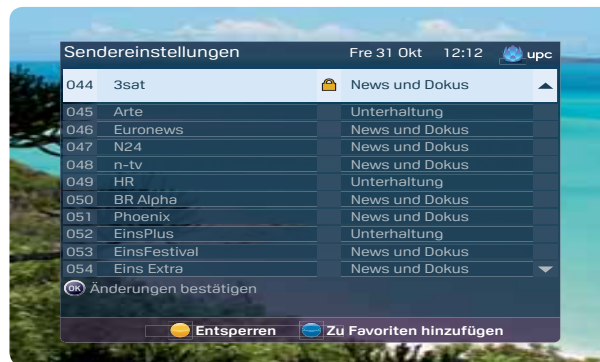 Sendereinstellungen Fre 31 Okt 12:12 upc
044 3sat News und Dokus
045 Arte Unterhaltung
046 Euronews News und Dokus
047 N24 News und Dokus
048 n-tv News und Dokus
049 HR Unterhaltung
050 BR Alpha News und Dokus
051 Phoenix News und Dokus
052 EinsPlus Unterhaltung
053 EinsFestival News und Dokus
054 Eins Extra News und Dokus
OK Änderungen bestätigen
Entsperren Zu Favoriten hinzufügen